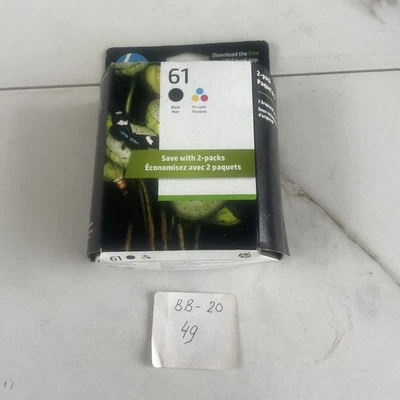 Download the free
61
Black
Noir
Tri-color
Tricolore
Save with 2-packs
Économisez avec 2 paquets
2-pack
61
BB-20
49